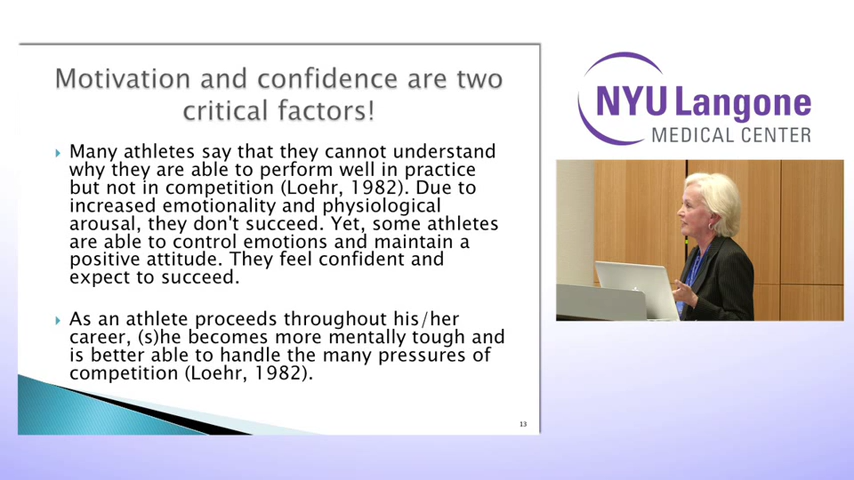 Motivation and confidence are two
critical factors!
Many athletes say that they cannot understand
why they are able to perform well in practice
but not in competition (Loehr, 1982). Due to
increased emotionality and physiological
arousal, they don't succeed. Yet, some athletes
are able to control emotions and maintain a
positive attitude. They feel confident and
expect to succeed.
As an athlete proceeds throughout his/her
career, (s)he becomes more mentally tough and
is better able to handle the many pressures of
competition (Loehr, 1982).
13
NYU Langone
MEDICAL CENTER